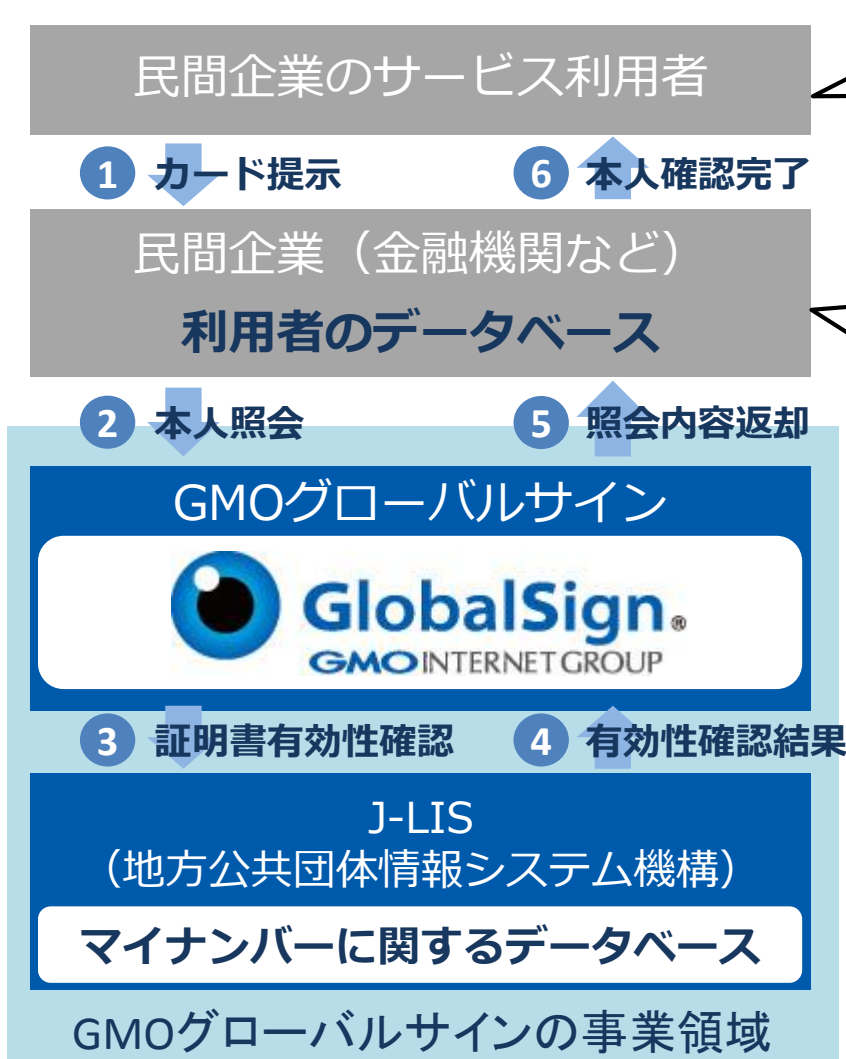 民間企業のサービス利用者
1 カード提示
6 本人確認完了
民間企業（金融機関など）
利用者のデータベース
2 本人照会
5 照会内容返却
GMOグローバルサイン
GlobalSign®
GMO INTERNET GROUP
3 証明書有効性確認
4 有効性確認結果
J-LIS
（地方公共団体情報システム機構）
マイナンバーに関するデータベース
GMOグローバルサインの事業領域